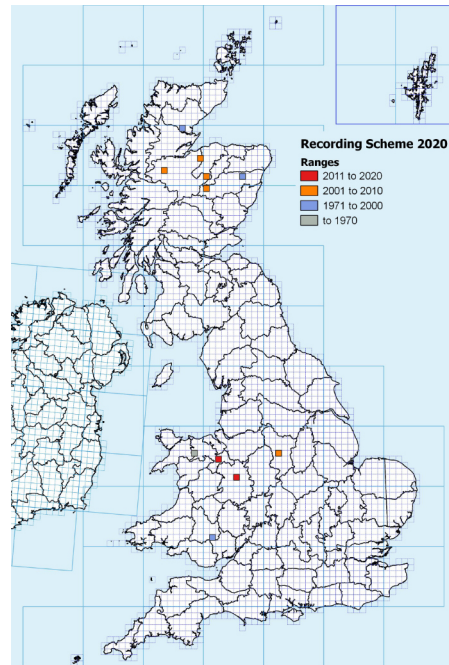 Recording Scheme 2020
Ranges
2011 to 2020
2001 to 2010
1971 to 2000
to 1970